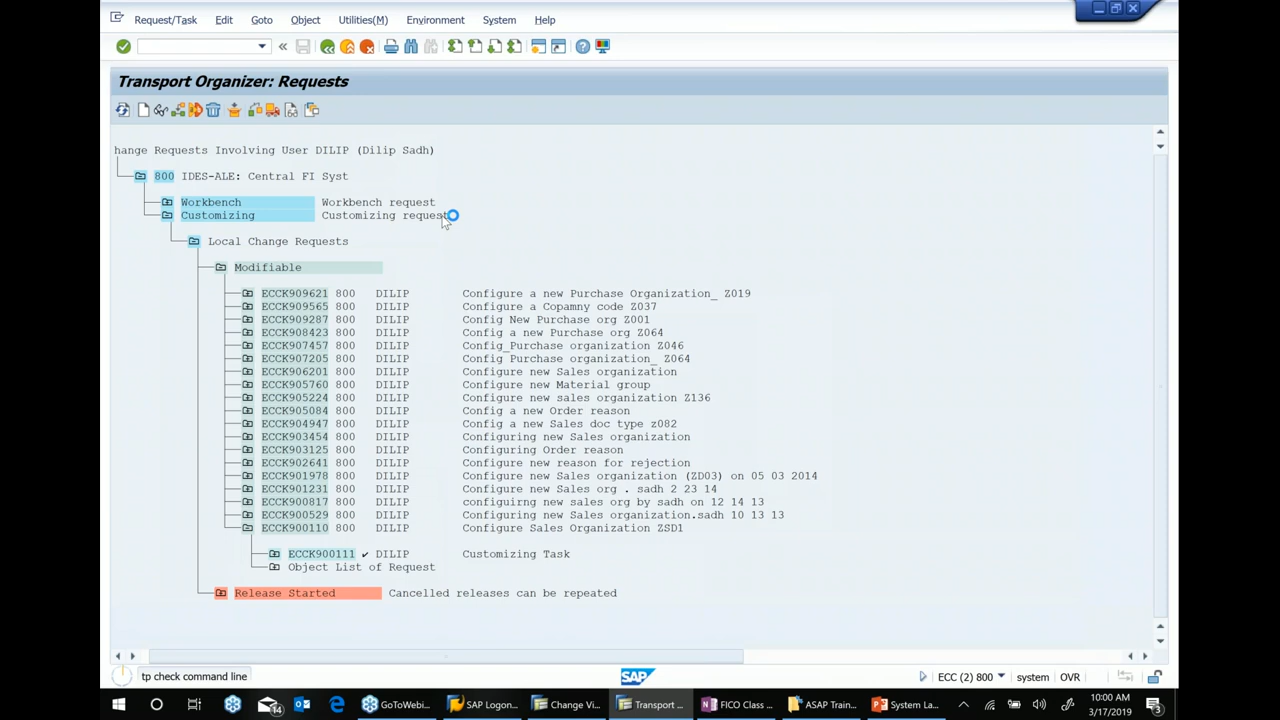 Request/Task Edit Goto Object Utilities(M) Environment System Help
Transport Organizer: Requests
hange Requests Involving User DILIP (Dilip Sadh)
800 IDES-ALE: Central FI Syst
Workbench Workbench request
Customizing Customizing request
Local Change Requests
Modifiable
ECCK909621 800 DILIP Configure a new Purchase Organization_ Z019
ECCK909565 800 DILIP Configure a Copamny code Z037
ECCK909287 800 DILIP Config New Purchase org Z001
ECCK908423 800 DILIP Config a new Purchase org Z064
ECCK907457 800 DILIP Config_Purchase organization Z046
ECCK907205 800 DILIP Config Purchase organization_ Z064
ECCK906201 800 DILIP Configure new Sales organization
ECCK905760 800 DILIP Configure new Material group
ECCK905224 800 DILIP Configure new sales organization Z136
ECCK905084 800 DILIP Config a new Order reason
ECCK904947 800 DILIP Config a new Sales doc type z082
ECCK903454 800 DILIP Configuring new Sales organization
ECCK903125 800 DILIP Configuring Order reason
ECCK902641 800 DILIP Configure new reason for rejection
ECCK901978 800 DILIP Configure new Sales organization (ZD03) on 05 03 2014
ECCK901231 800 DILIP Configure new Sales org . sadh 2 23 14
ECCK900817 800 DILIP configuirng new sales org by sadh on 12 14 13
ECCK900529 800 DILIP Configuring new Sales organization.sadh 10 13 13
ECCK900110 800 DILIP Configure Sales Organization ZSD1
ECCK900111 ✔ DILIP Customizing Task
Object List of Request
Release Started Cancelled releases can be repeated
tp check command line SAP ECC (2) 800 system OVR
14 GoToWebi... SAP Logon... Change Vi... Transport ... FICO Class ... ASAP Train... System La... 10:00 AM
3/17/2019 3